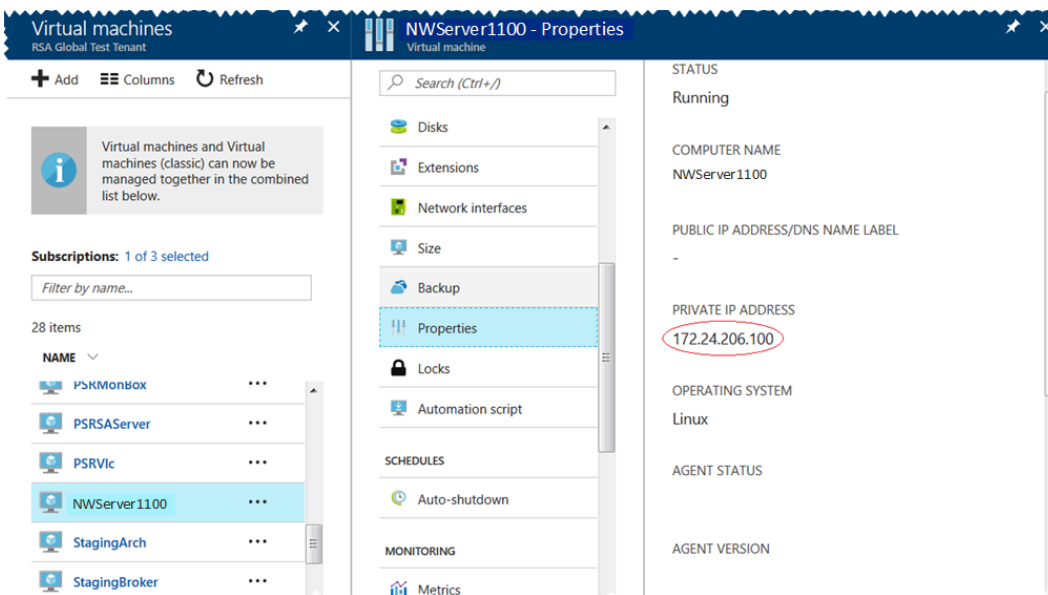 Virtual machines
RSA Global Test Tenant
Add
Columns
Refresh
Virtual machines and Virtual
machines (classic) can now be
managed together in the combined
list below.
Subscriptions: 1 of 3 selected
Filter by name...
28 items
NAME
PSRMonBox
PSRSAServer
PSRVlc
NWServer1100
StagingArch
StagingBroker
NWServer1100 - Properties
Virtual machine
Search (Ctrl+/)
Disks
Extensions
Network interfaces
Size
Backup
Properties
Locks
Automation script
SCHEDULES
Auto-shutdown
MONITORING
Metrics
STATUS
Running
COMPUTER NAME
NWServer1100
PUBLIC IP ADDRESS/DNS NAME LABEL
-
PRIVATE IP ADDRESS
172.24.206.100
OPERATING SYSTEM
Linux
AGENT STATUS
AGENT VERSION